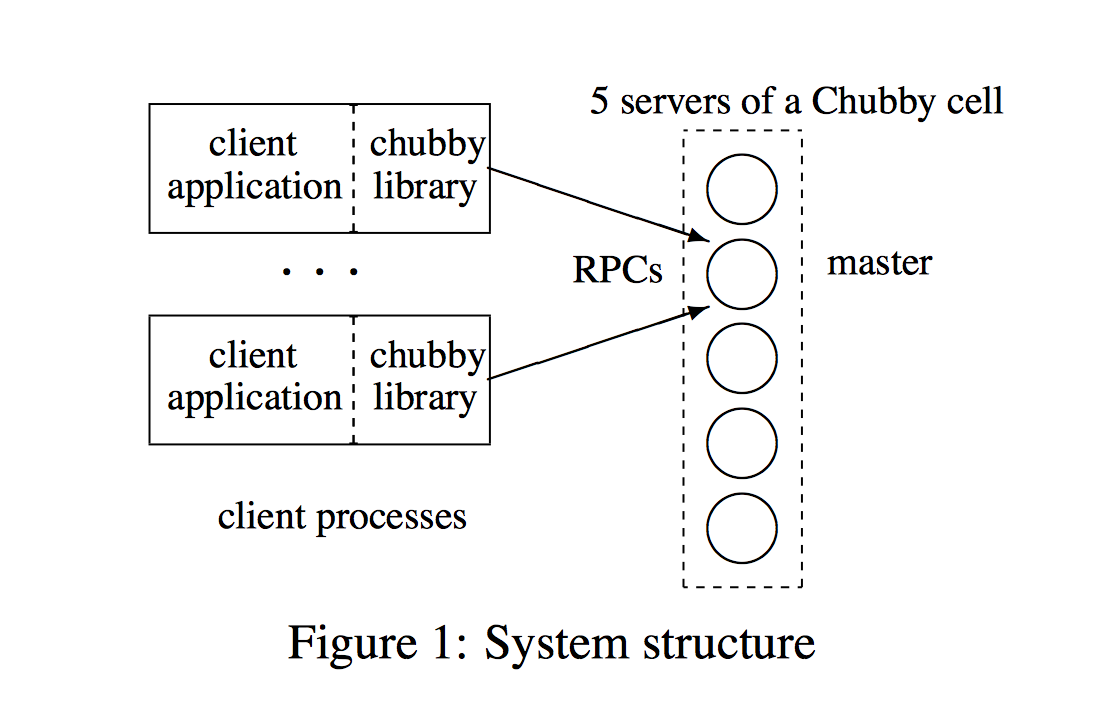 5 servers of a Chubby cell
client
application
chubby
library
. . .
RPCs
master
client
application
chubby
library
client processes
Figure 1: System structure